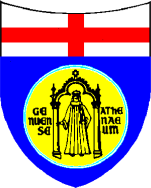 GE ATHE
NUEN NAE
SE UM